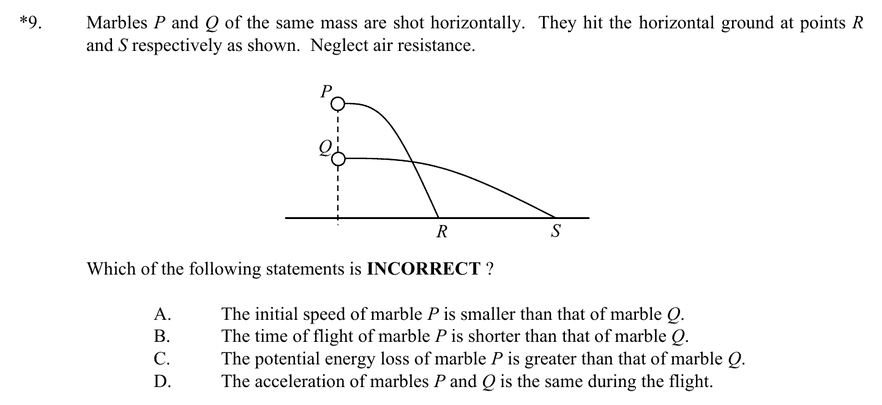 *9. Marbles P and Q of the same mass are shot horizontally. They hit the horizontal ground at points R
and S respectively as shown. Neglect air resistance.
P
Q
R S
Which of the following statements is INCORRECT ?
A. The initial speed of marble P is smaller than that of marble Q.
B. The time of flight of marble P is shorter than that of marble Q.
C. The potential energy loss of marble P is greater than that of marble Q.
D. The acceleration of marbles P and Q is the same during the flight.